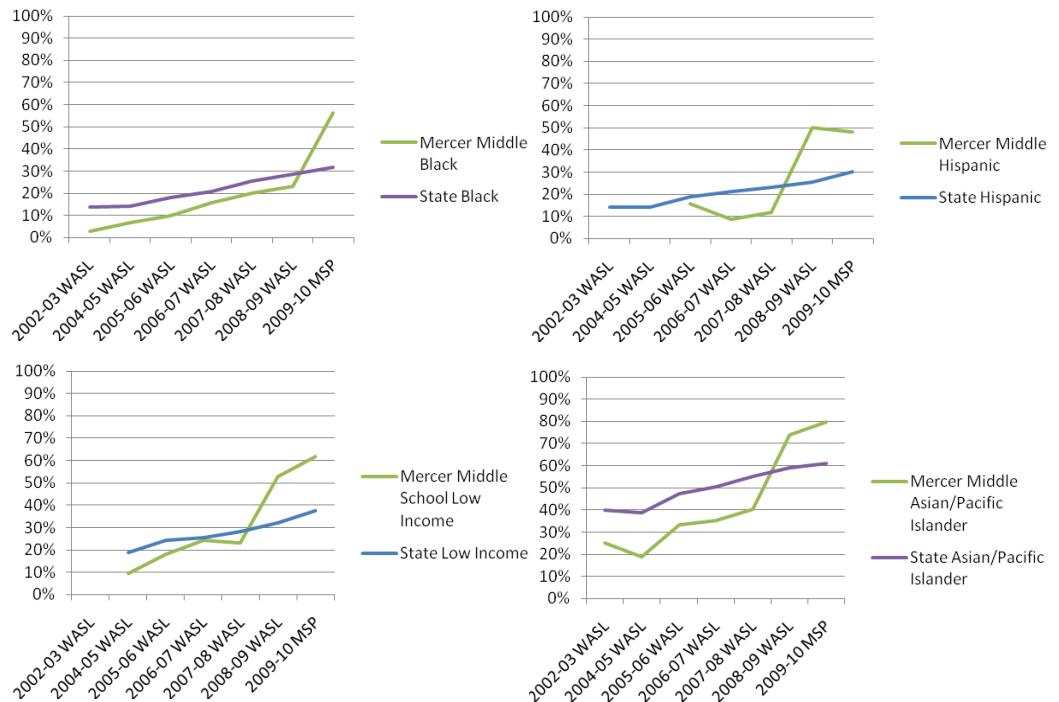 100%
90%
80%
70%
60%
50%
40%
30%
20%
10%
0%
2002-03 WASL
2004-05 WASL
2005-06 WASL
2006-07 WASL
2007-08 WASL
2008-09 WASL
2009-10 MSP
Mercer Middle
Black
State Black
100%
90%
80%
70%
60%
50%
40%
30%
20%
10%
0%
2002-03 WASL
2004-05 WASL
2005-06 WASL
2006-07 WASL
2007-08 WASL
2008-09 WASL
2009-10 MSP
Mercer Middle
Hispanic
State Hispanic
100%
90%
80%
70%
60%
50%
40%
30%
20%
10%
0%
2002-03 WASL
2004-05 WASL
2005-06 WASL
2006-07 WASL
2007-08 WASL
2008-09 WASL
2009-10 MSP
Mercer Middle
School Low
Income
State Low Income
100%
90%
80%
70%
60%
50%
40%
30%
20%
10%
0%
2002-03 WASL
2004-05 WASL
2005-06 WASL
2006-07 WASL
2007-08 WASL
2008-09 WASL
2009-10 MSP
Mercer Middle
Asian/Pacific
Islander
State Asian/Pacific
Islander